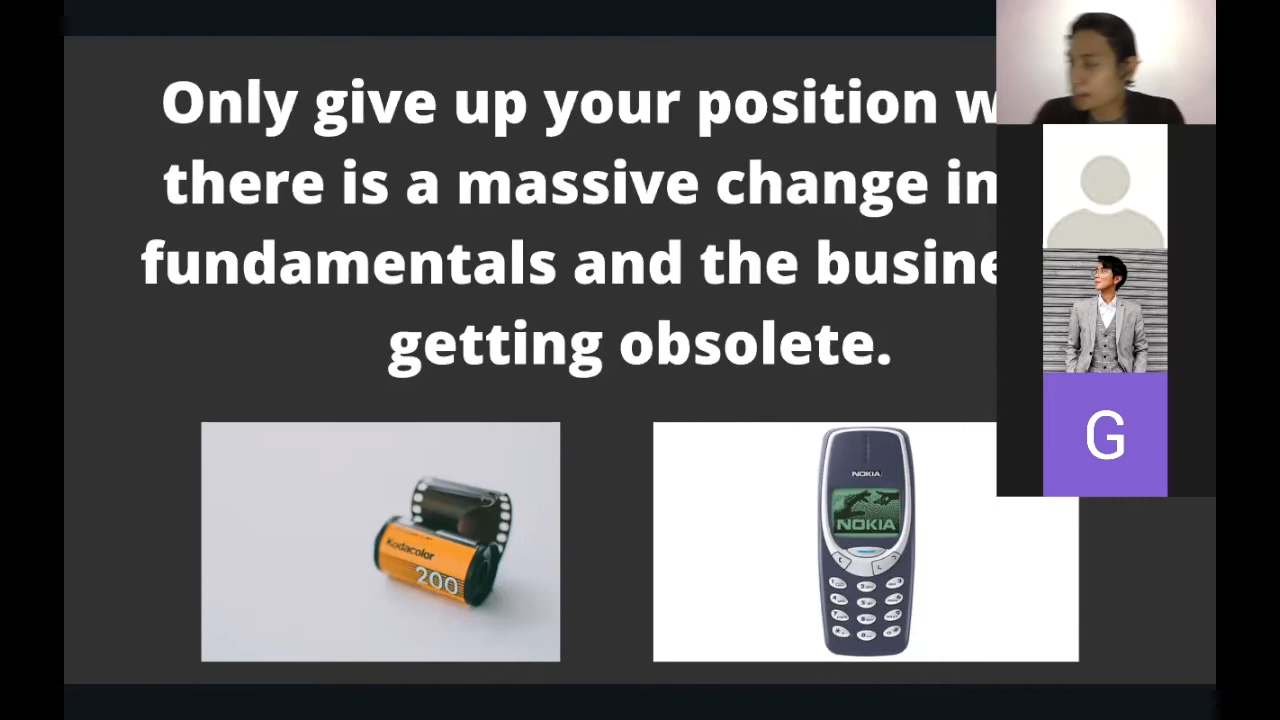 Only give up your position w
there is a massive change in
fundamentals and the busine
getting obsolete.
G
Kodacolor
200
NOKIA
NOKIA